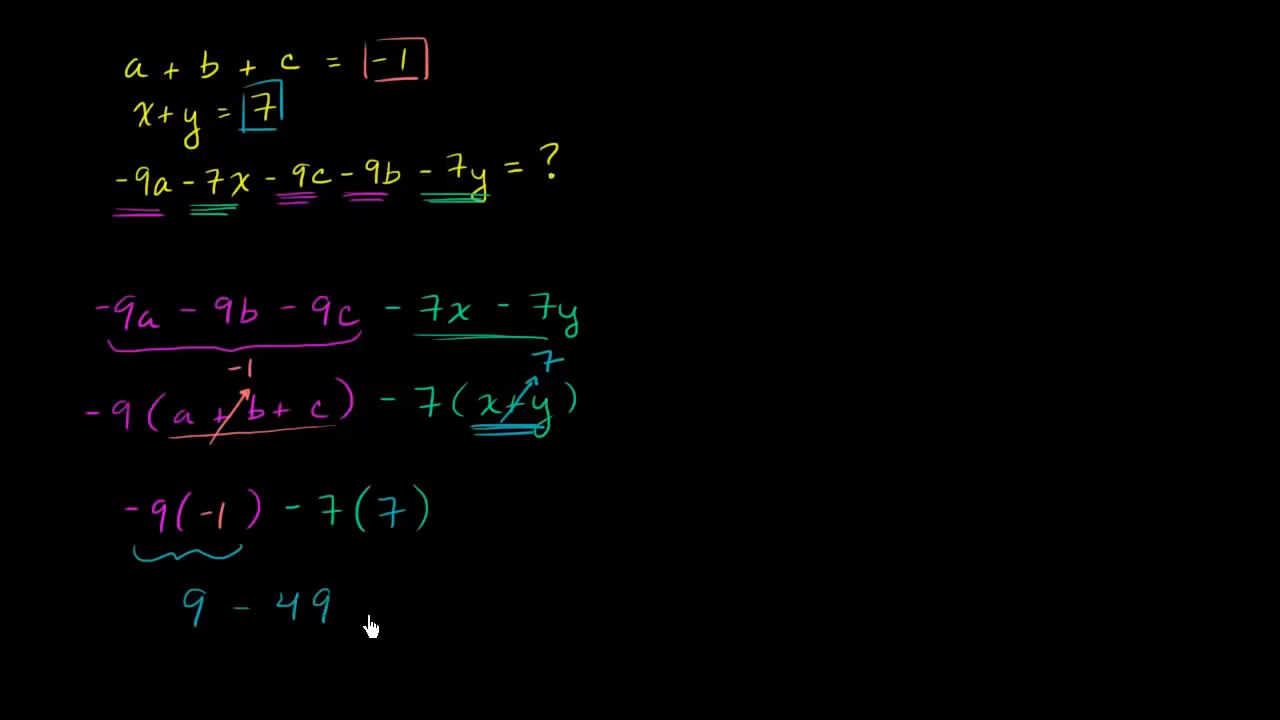 a + b + c = -1
x + y = 7
-9a - 7x - 9c - 9b - 7y = ?
-9a - 9b - 9c - 7x - 7y
-1 7
-9(a + b + c) - 7(x + y)
-9(-1) - 7(7)
9 - 49